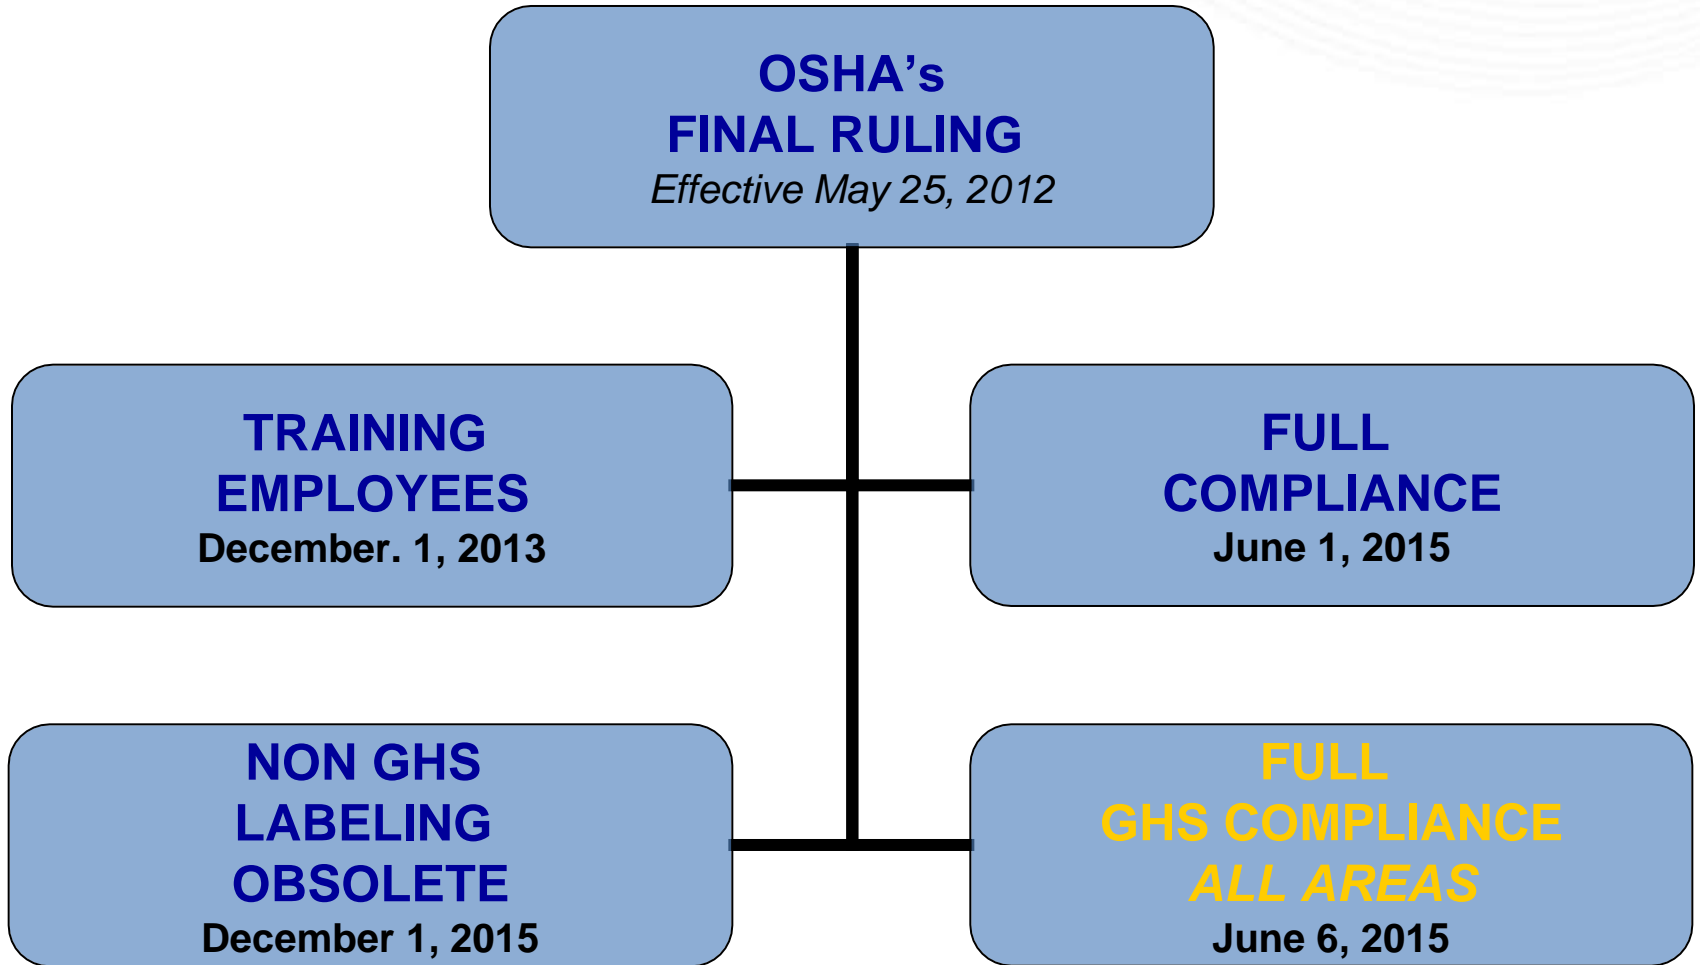 OSHA’s
FINAL RULING
Effective May 25, 2012
TRAINING
EMPLOYEES
December. 1, 2013
FULL
COMPLIANCE
June 1, 2015
NON GHS
LABELING
OBSOLETE
December 1, 2015
FULL
GHS COMPLIANCE
ALL AREAS
June 6, 2015